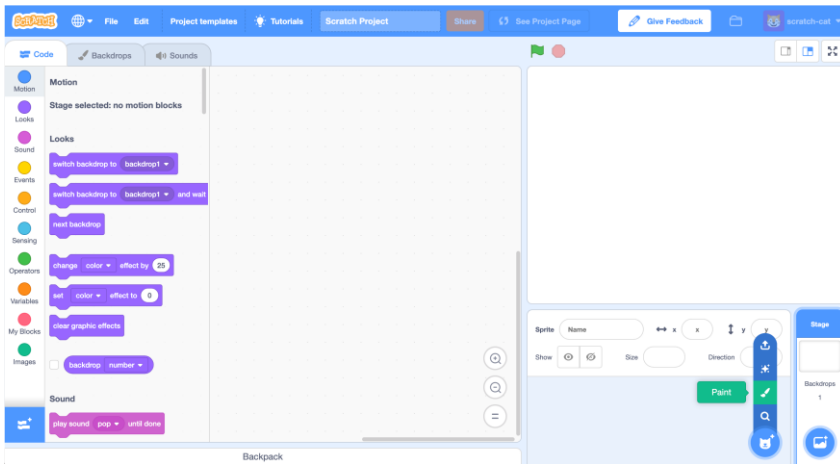 SCRATCH File Edit Project templates Tutorials Scratch Project Share See Project Page Give Feedback scratch-cat
Code Backdrops Sounds
Motion
Looks
Sound
Events
Control
Sensing
Operators
Variables
My Blocks
Images
Motion
Stage selected: no motion blocks
Looks
switch backdrop to backdrop1
switch backdrop to backdrop1 and wait
next backdrop
change color effect by 25
set color effect to 0
clear graphic effects
backdrop number
Sound
play sound pop until done
Backpack
Sprite Name x x y y
Show Size Direction
Paint
Stage
Backdrops
1